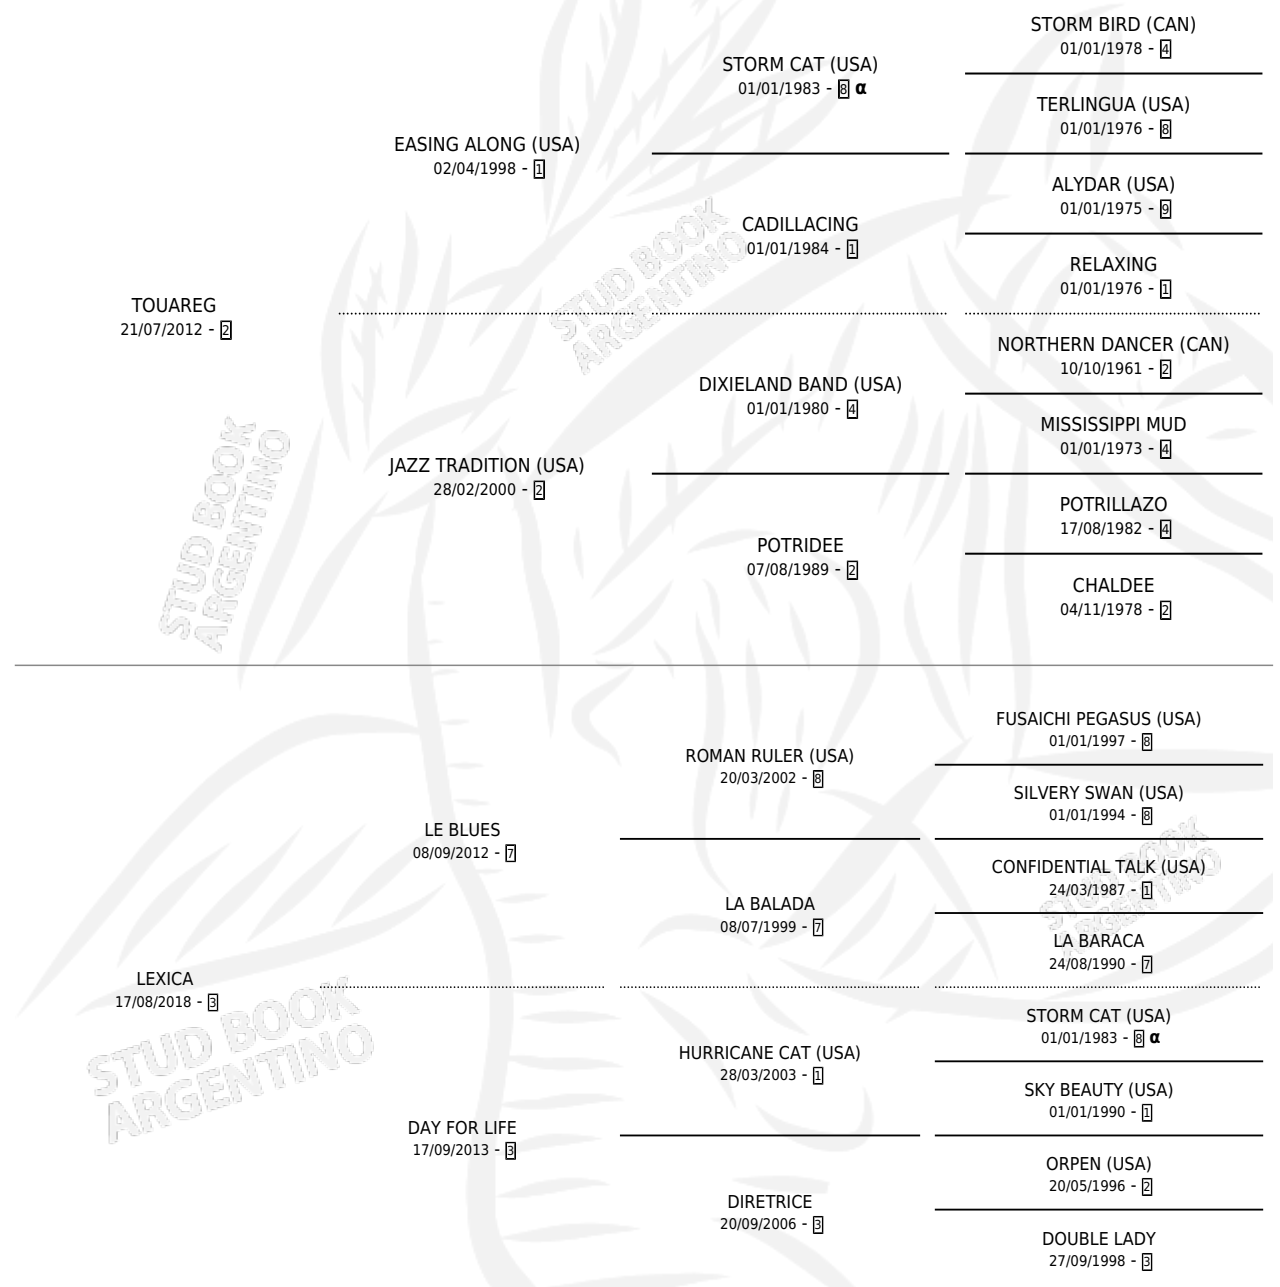 STORM BIRD (CAN)
01/01/1978 - 4
STORM CAT (USA)
01/01/1983 - 8 α
TERLINGUA (USA)
01/01/1976 - 8
EASING ALONG (USA)
02/04/1998 - 1
ALYDAR (USA)
01/01/1975 - 9
CADILLACING
01/01/1984 - 1
RELAXING
01/01/1976 - 1
TOUAREG
21/07/2012 - 2
STUD BOOK
ARGENTINO
NORTHERN DANCER (CAN)
10/10/1961 - 2
DIXIELAND BAND (USA)
01/01/1980 - 4
MISSISSIPPI MUD
01/01/1973 - 4
JAZZ TRADITION (USA)
28/02/2000 - 2
POTRILLAZO
17/08/1982 - 4
POTRIDEE
07/08/1989 - 2
CHALDEE
04/11/1978 - 2
STUD BOOK
ARGENTINO
FUSAICHI PEGASUS (USA)
01/01/1997 - 8
ROMAN RULER (USA)
20/03/2002 - 8
SILVERY SWAN (USA)
01/01/1994 - 8
LE BLUES
08/09/2012 - 7
CONFIDENTIAL TALK (USA)
24/03/1987 - 1
STUD BOOK
ARGENTINO
LA BALADA
08/07/1999 - 7
LA BARACA
24/08/1990 - 7
LEXICA
17/08/2018 - 3
STUD BOOK
ARGENTINO
STORM CAT (USA)
01/01/1983 - 8 α
HURRICANE CAT (USA)
28/03/2003 - 1
SKY BEAUTY (USA)
01/01/1990 - 1
DAY FOR LIFE
17/09/2013 - 3
ORPEN (USA)
20/05/1996 - 2
DIRETRICE
20/09/2006 - 3
DOUBLE LADY
27/09/1998 - 3